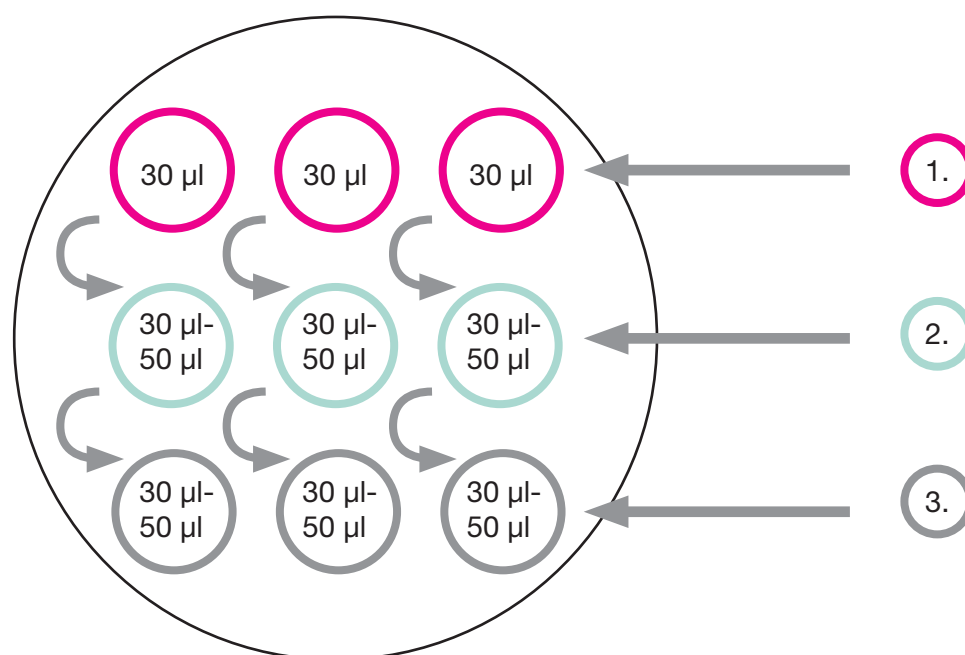 30 µl 30 µl 30 µl 1.
30 µl- 30 µl- 30 µl- 2.
50 µl 50 µl 50 µl
30 µl- 30 µl- 30 µl- 3.
50 µl 50 µl 50 µl